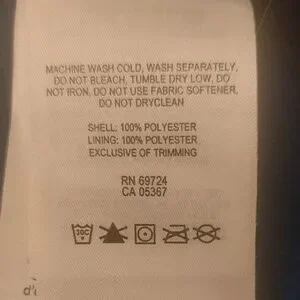 MACHINE WASH COLD, WASH SEPARATELY,
DO NOT BLEACH, TUMBLE DRY LOW, DO
NOT IRON, DO NOT USE FABRIC SOFTENER,
DO NOT DRYCLEAN
SHELL: 100% POLYESTER
LINING: 100% POLYESTER
EXCLUSIVE OF TRIMMING
RN 69724
CA 05367
30C